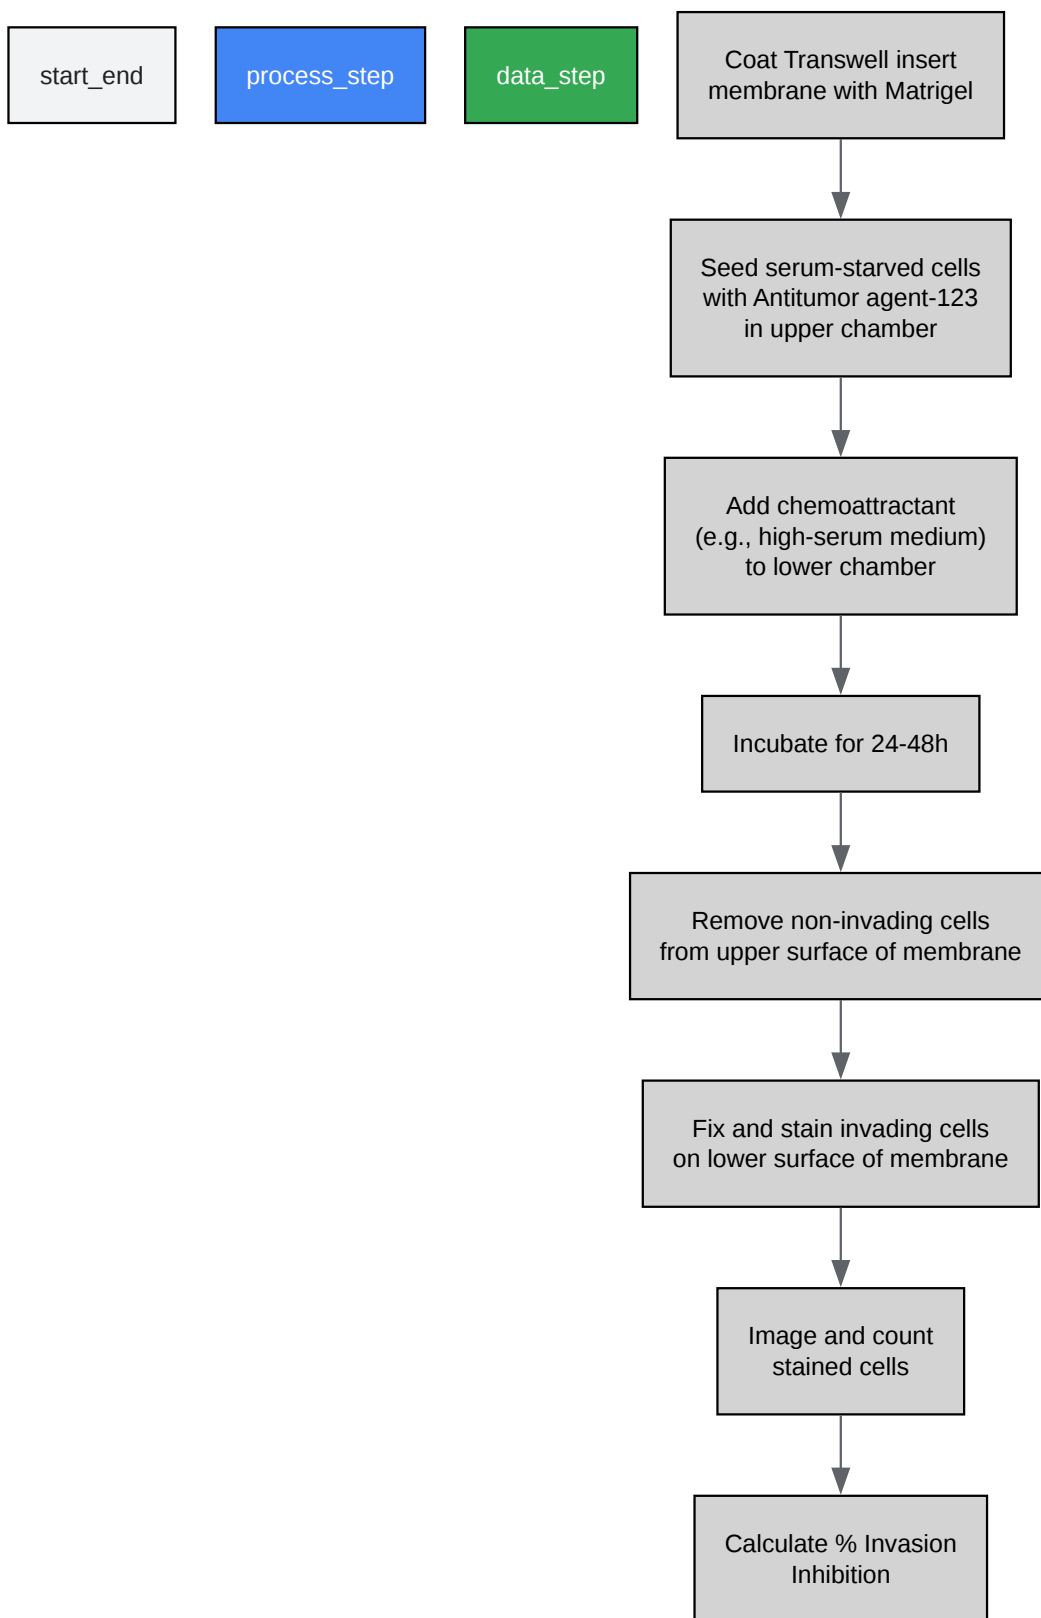 start_end
process_step
data_step
Coat Transwell insert
membrane with Matrigel
Seed serum-starved cells
with Antitumor agent-123
in upper chamber
Add chemoattractant
(e.g., high-serum medium)
to lower chamber
Incubate for 24-48h
Remove non-invading cells
from upper surface of membrane
Fix and stain invading cells
on lower surface of membrane
Image and count
stained cells
Calculate % Invasion
Inhibition